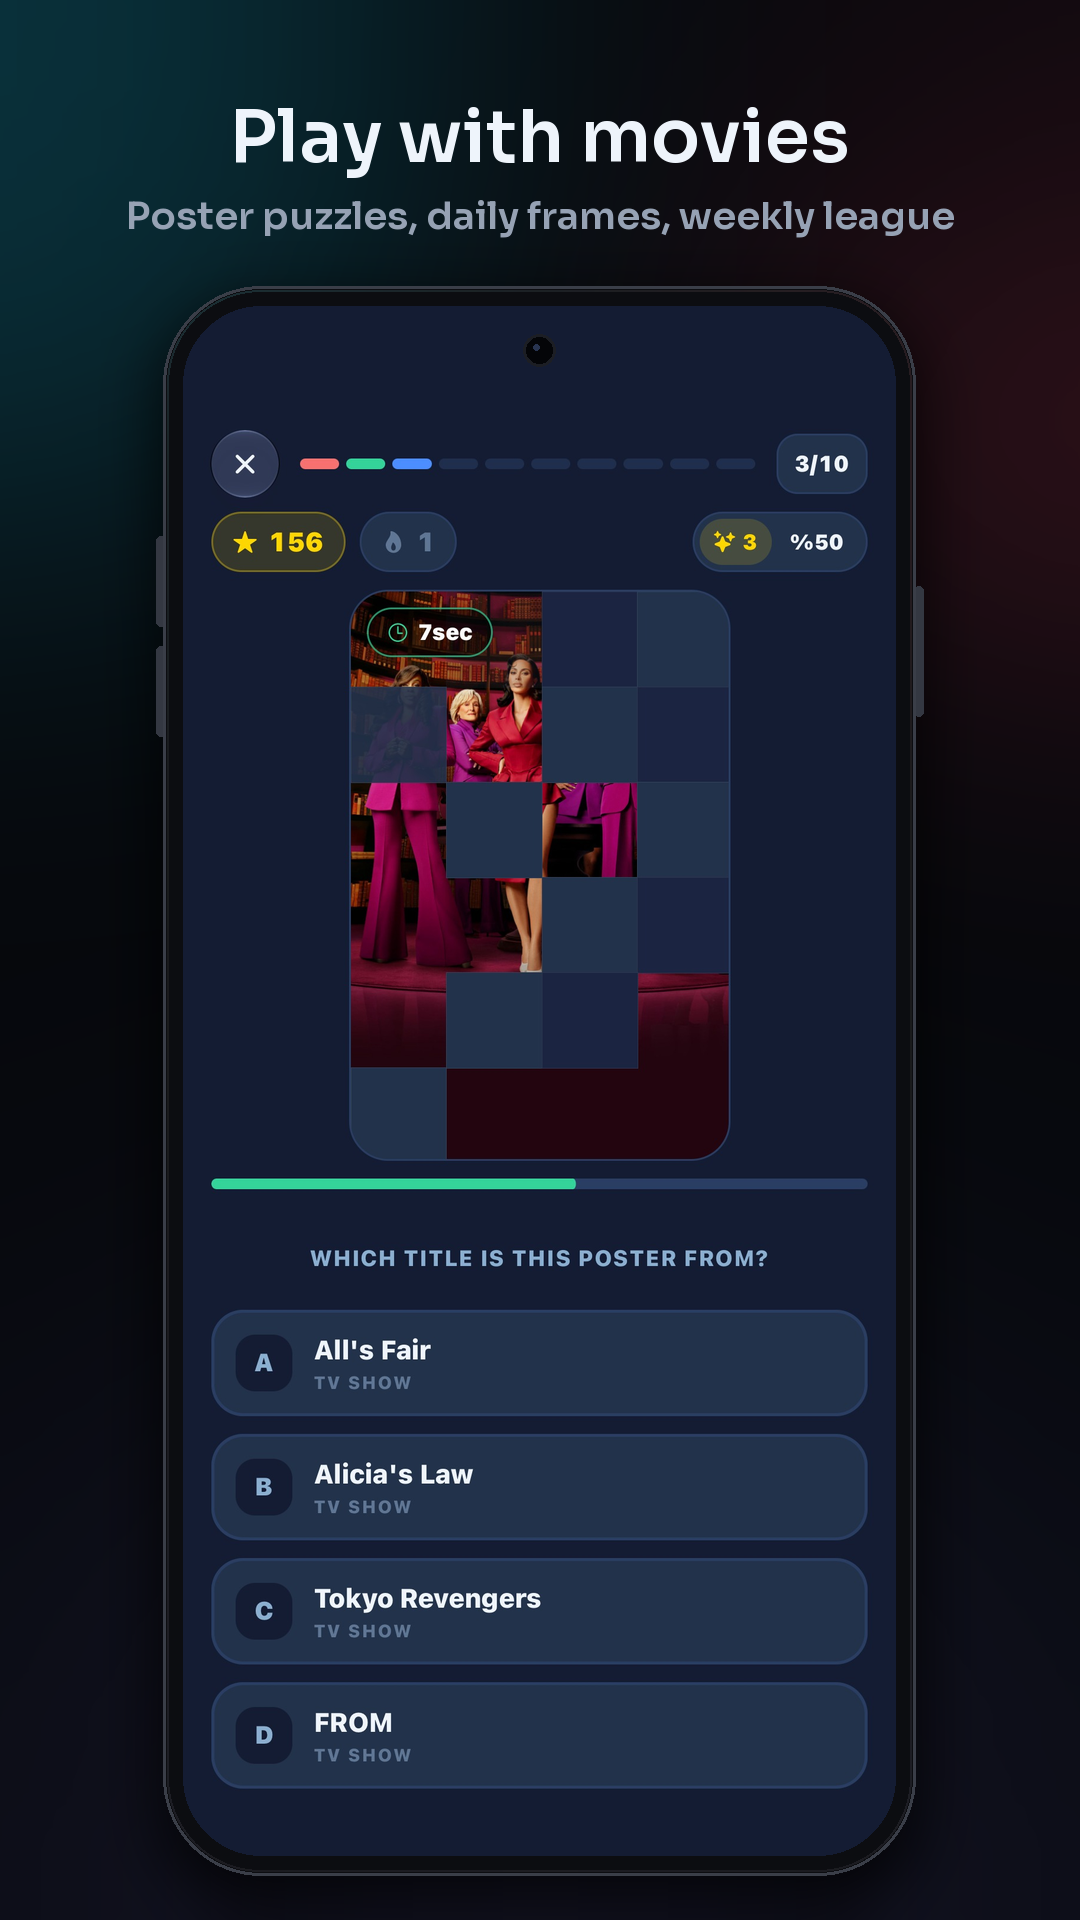 Play with movies
Poster puzzles, daily frames, weekly league
3/10
156
1
3
%50
7sec
WHICH TITLE IS THIS POSTER FROM?
A
All's Fair
TV SHOW
B
Alicia's Law
TV SHOW
C
Tokyo Revengers
TV SHOW
D
FROM
TV SHOW